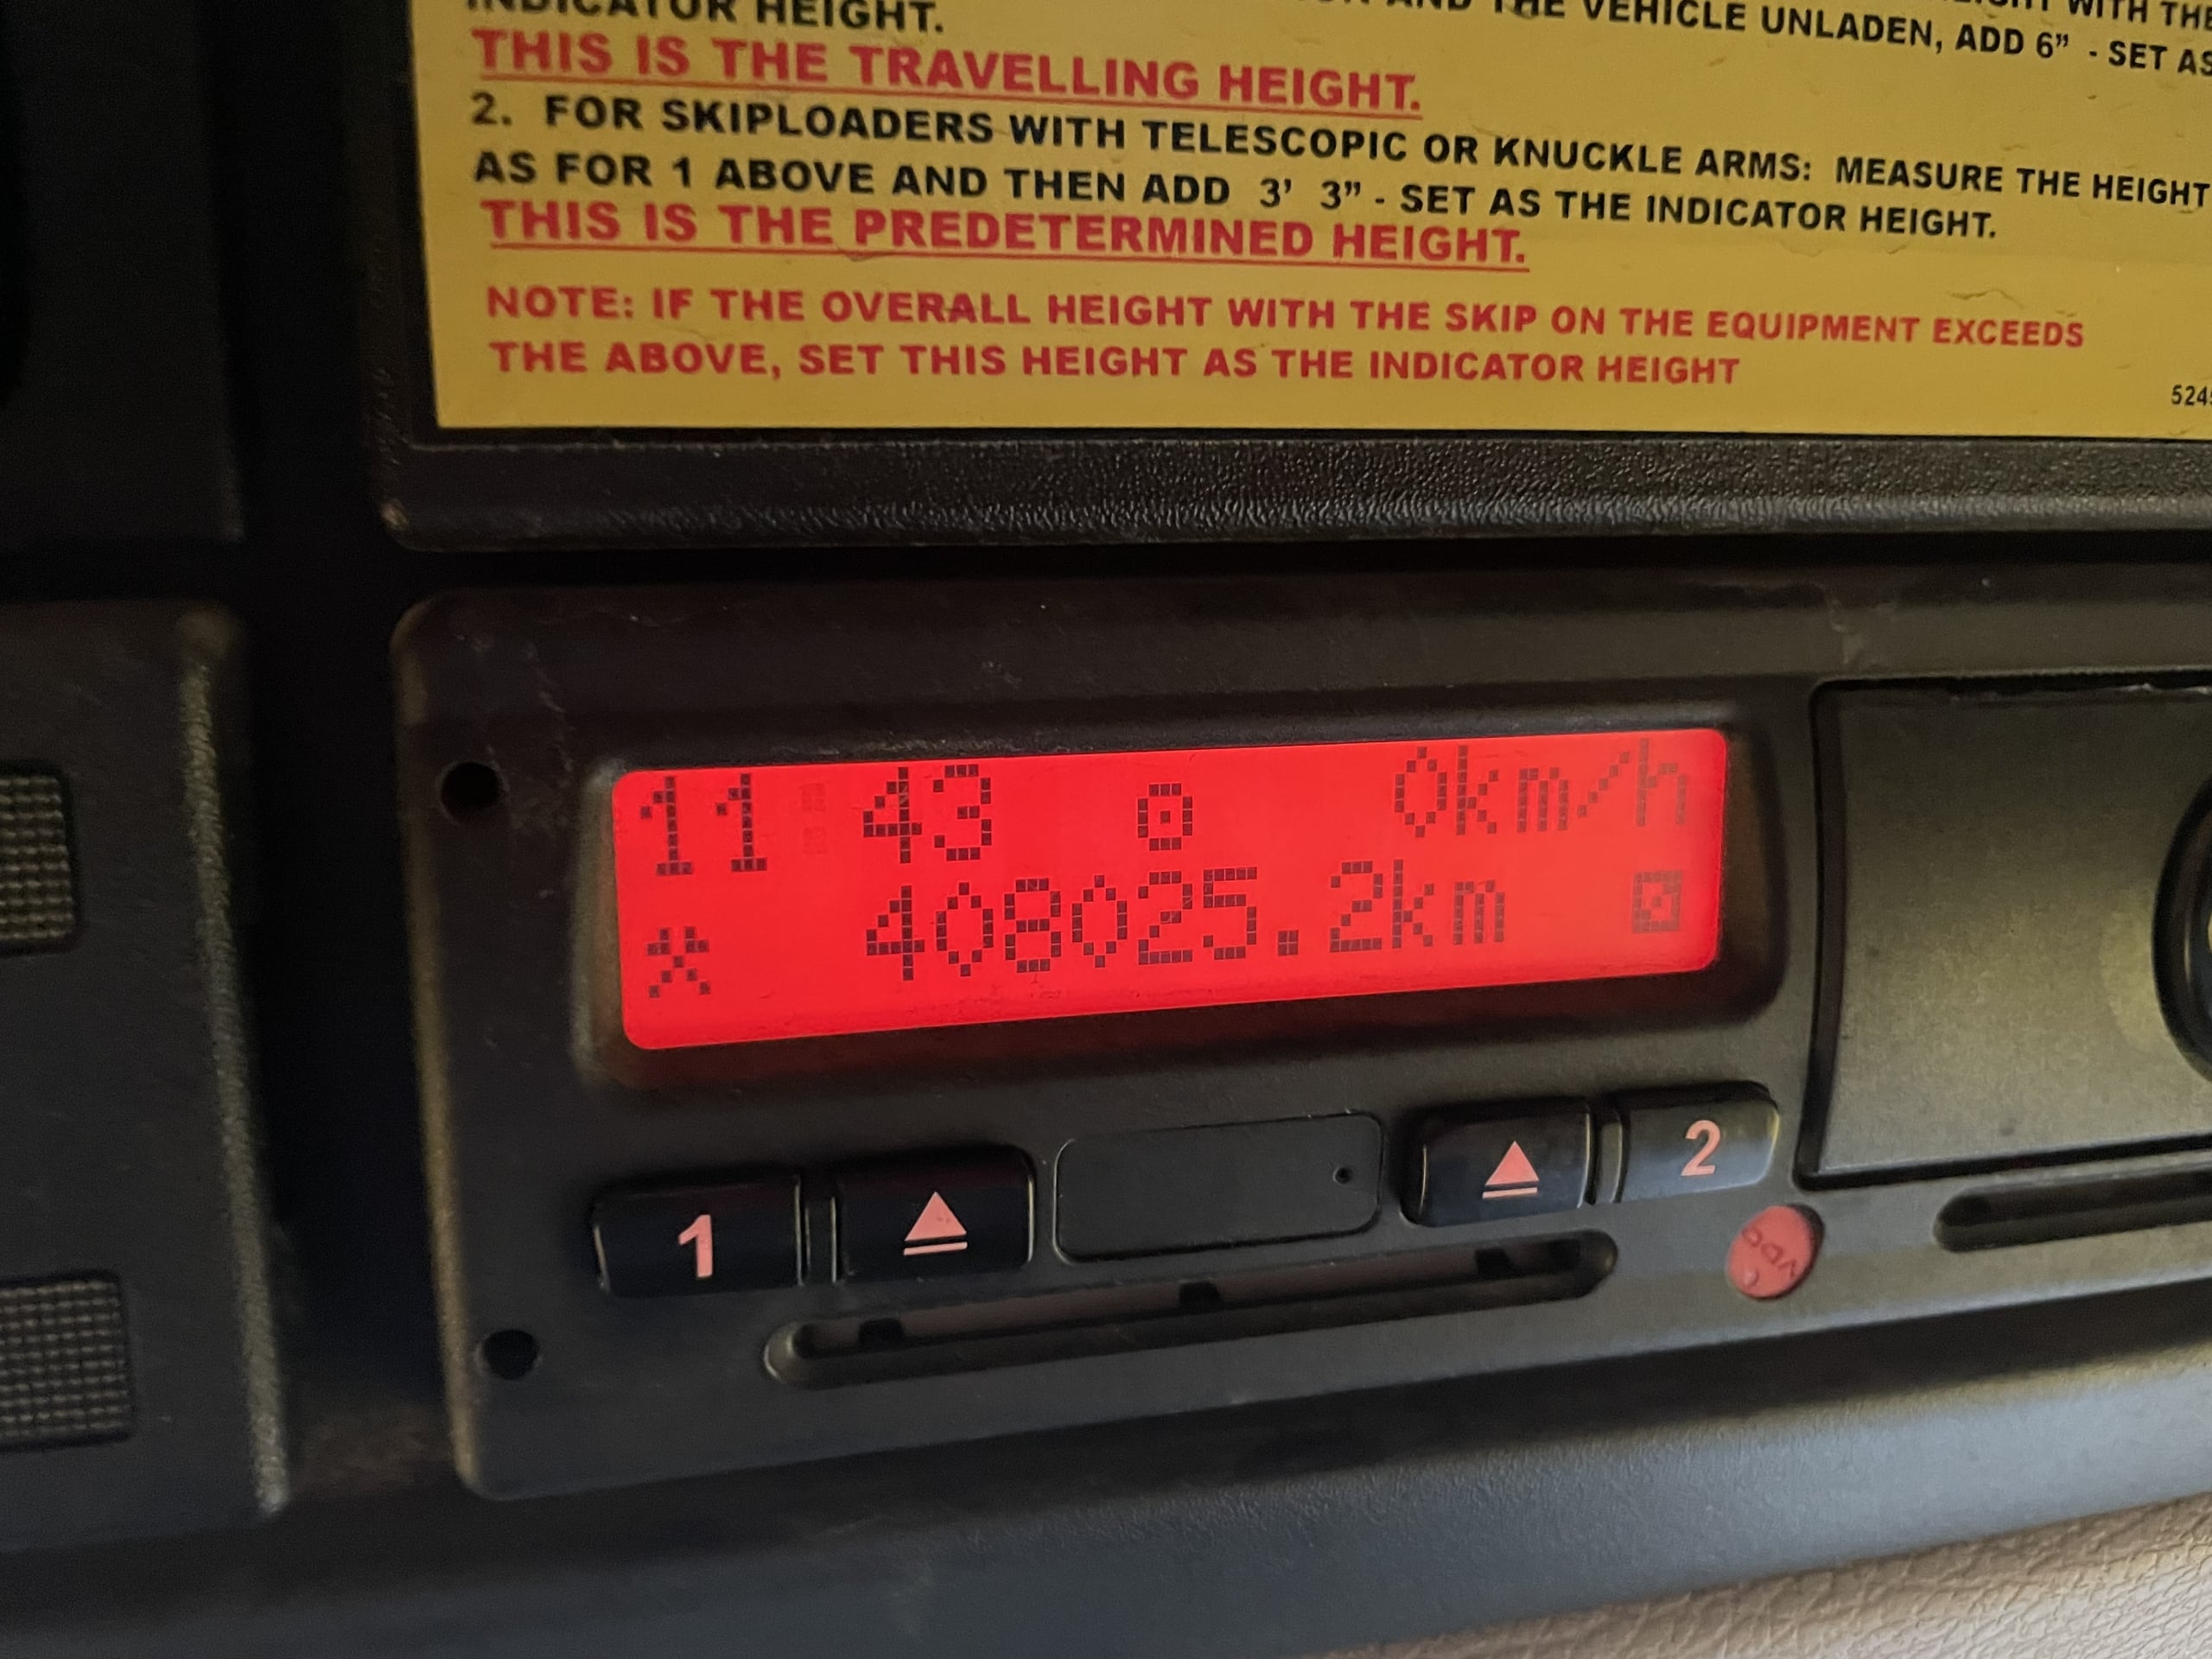 INDICATOR HEIGHT.
AND THE VEHICLE UNLADEN, ADD 6” - SET AS
WITH THE
THIS IS THE TRAVELLING HEIGHT.
2. FOR SKIPLOADERS WITH TELESCOPIC OR KNUCKLE ARMS: MEASURE THE HEIGHT
AS FOR 1 ABOVE AND THEN ADD 3’ 3” - SET AS THE INDICATOR HEIGHT.
THIS IS THE PREDETERMINED HEIGHT.
NOTE: IF THE OVERALL HEIGHT WITH THE SKIP ON THE EQUIPMENT EXCEEDS
THE ABOVE, SET THIS HEIGHT AS THE INDICATOR HEIGHT
11 43 0km/h
408025.2km
1 2
VDO